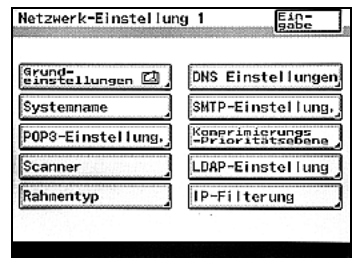 Netzwerk-Einstellung 1
Ein-
gabe
Grund-
einstellungen
DNS Einstellungen
Systemname
SMTP-Einstellung.
POP3-Einstellung.
Komprimierungs
-Prioritätsebene
Scanner
LDAP-Einstellung
Rahmentyp
IP-Filterung